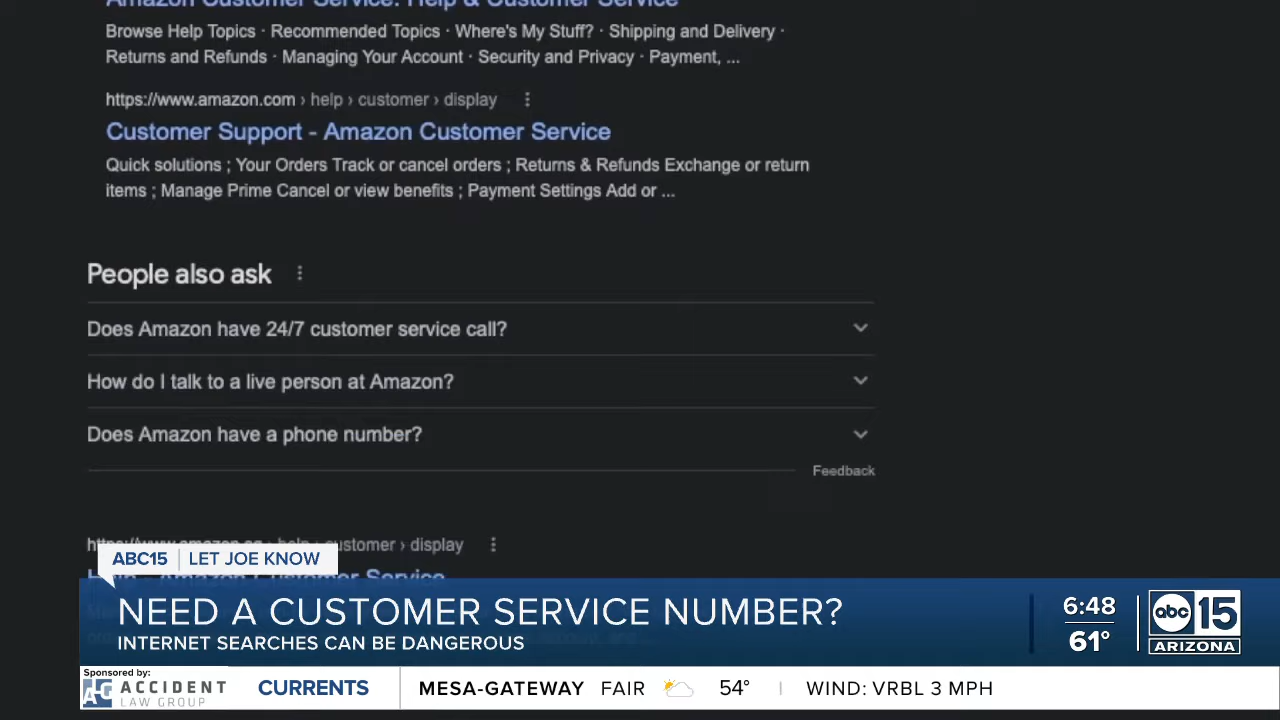 Amazon Customer Service: Help & Customer Service
Browse Help Topics · Recommended Topics · Where's My Stuff? · Shipping and Delivery ·
Returns and Refunds · Managing Your Account · Security and Privacy · Payment, ...
https://www.amazon.com › help › customer › display
Customer Support - Amazon Customer Service
Quick solutions ; Your Orders Track or cancel orders ; Returns & Refunds Exchange or return
items ; Manage Prime Cancel or view benefits ; Payment Settings Add or ...
People also ask
Does Amazon have 24/7 customer service call?
How do I talk to a live person at Amazon?
Does Amazon have a phone number?
Feedback
customer › display
ABC15 | LET JOE KNOW
Help - Amazon Customer Service
NEED A CUSTOMER SERVICE NUMBER?
INTERNET SEARCHES CAN BE DANGEROUS
6:48
61°
abc 15
ARIZONA
Sponsored by:
AG ACCIDENT
LAW GROUP
CURRENTS
MESA-GATEWAY FAIR 54° | WIND: VRBL 3 MPH